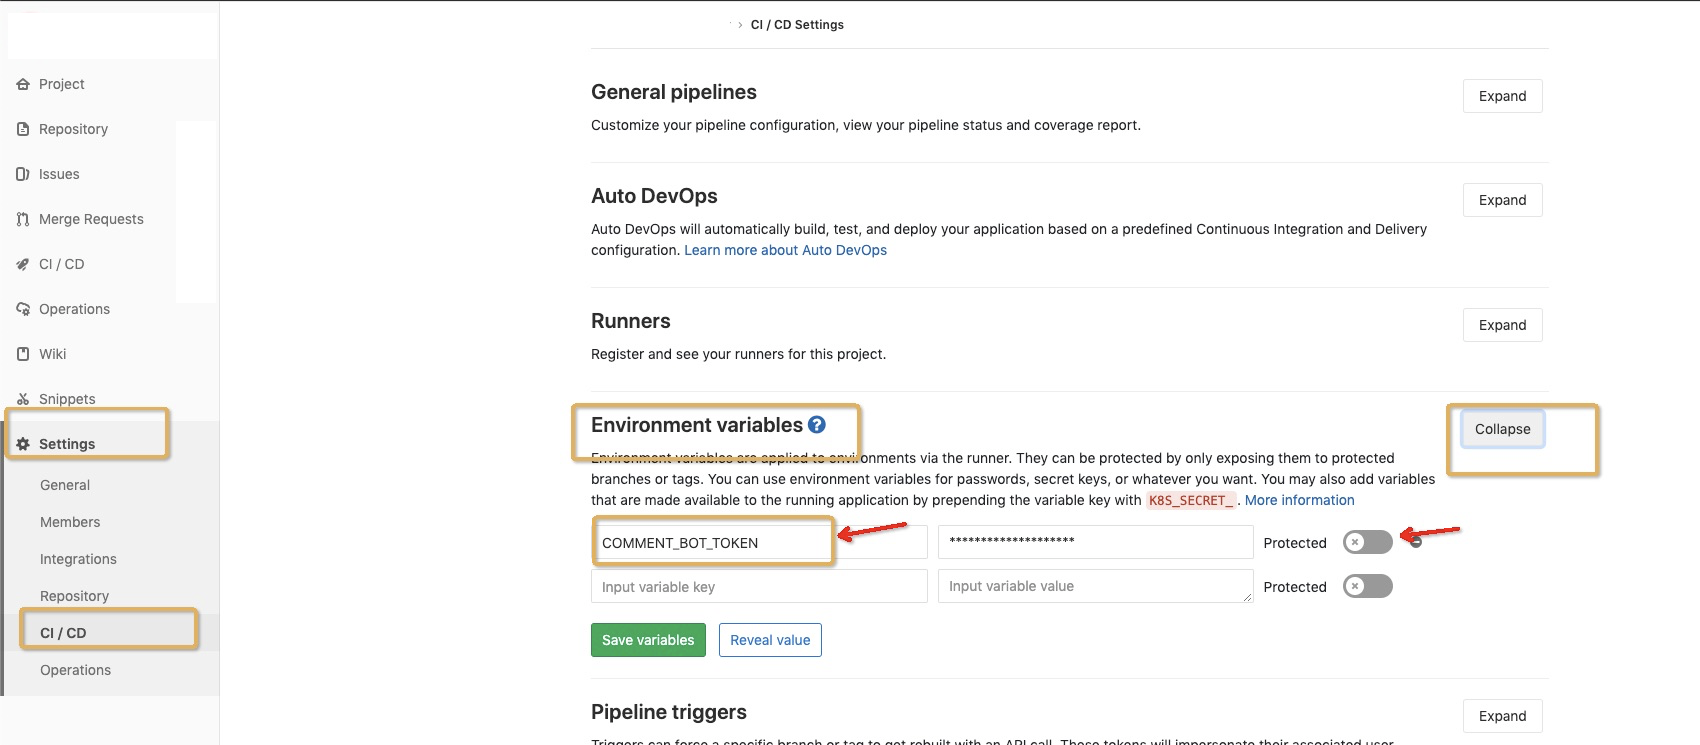 › CI / CD Settings
Project
Repository
Issues
Merge Requests
CI / CD
Operations
Wiki
Snippets
Settings
General
Members
Integrations
Repository
CI / CD
Operations
General pipelines
Expand
Customize your pipeline configuration, view your pipeline status and coverage report.
Auto DevOps
Expand
Auto DevOps will automatically build, test, and deploy your application based on a predefined Continuous Integration and Delivery
configuration. Learn more about Auto DevOps
Runners
Expand
Register and see your runners for this project.
Environment variables ?
Collapse
Environment variables are applied to environments via the runner. They can be protected by only exposing them to protected
branches or tags. You can use environment variables for passwords, secret keys, or whatever you want. You may also add variables
that are made available to the running application by prepending the variable key with K8S_SECRET_. More information
COMMENT_BOT_TOKEN ******************** Protected
Input variable key Input variable value Protected
Save variables Reveal value
Pipeline triggers
Expand
Triggers can force a specific branch or tag to get rebuilt with an API call. These tokens will impersonate their associated user